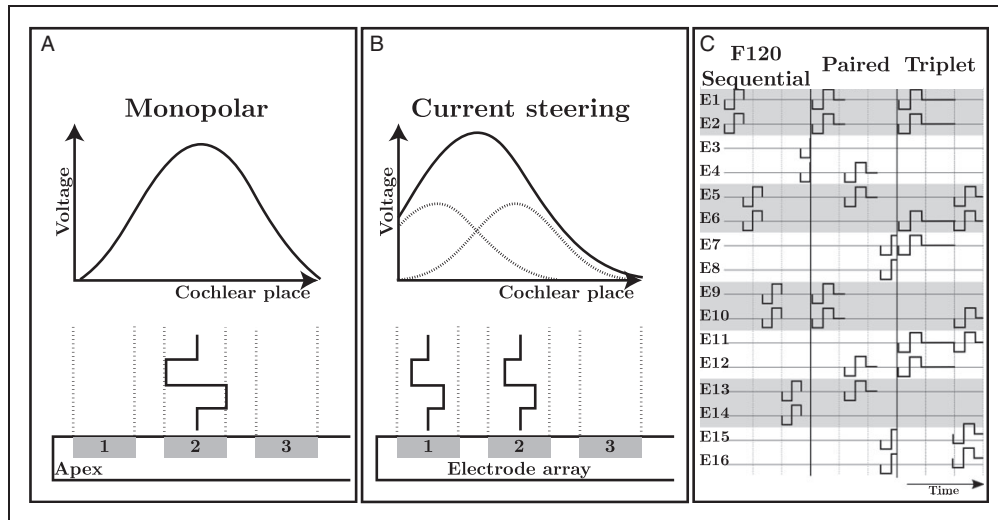 A
Monopolar
Voltage
Cochlear place
1 2 3
Apex
B
Current steering
Voltage
Cochlear place
1 2 3
Electrode array
C
F120
Sequential Paired Triplet
E1
E2
E3
E4
E5
E6
E7
E8
E9
E10
E11
E12
E13
E14
E15
E16
Time